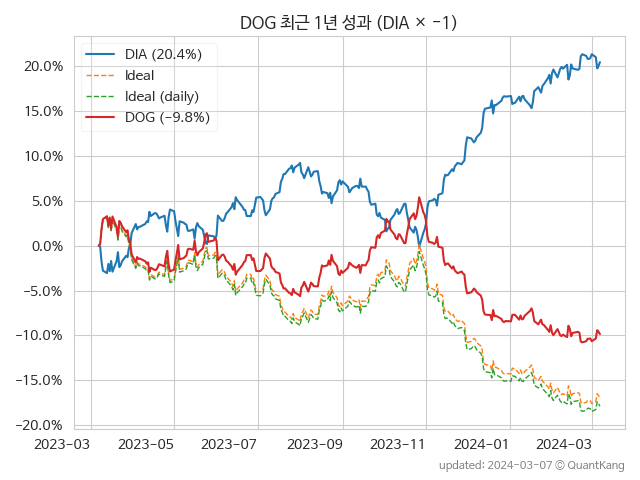 DOG 최근 1년 성과 (DIA × −1)
DIA (20.4%)
Ideal
Ideal (daily)
DOG (−9.8%)
20.0%
15.0%
10.0%
5.0%
0.0%
−5.0%
−10.0%
−15.0%
−20.0%
2023−03
2023−05
2023−07
2023−09
2023−11
2024−01
2024−03
updated: 2024−03−07 © QuantKang